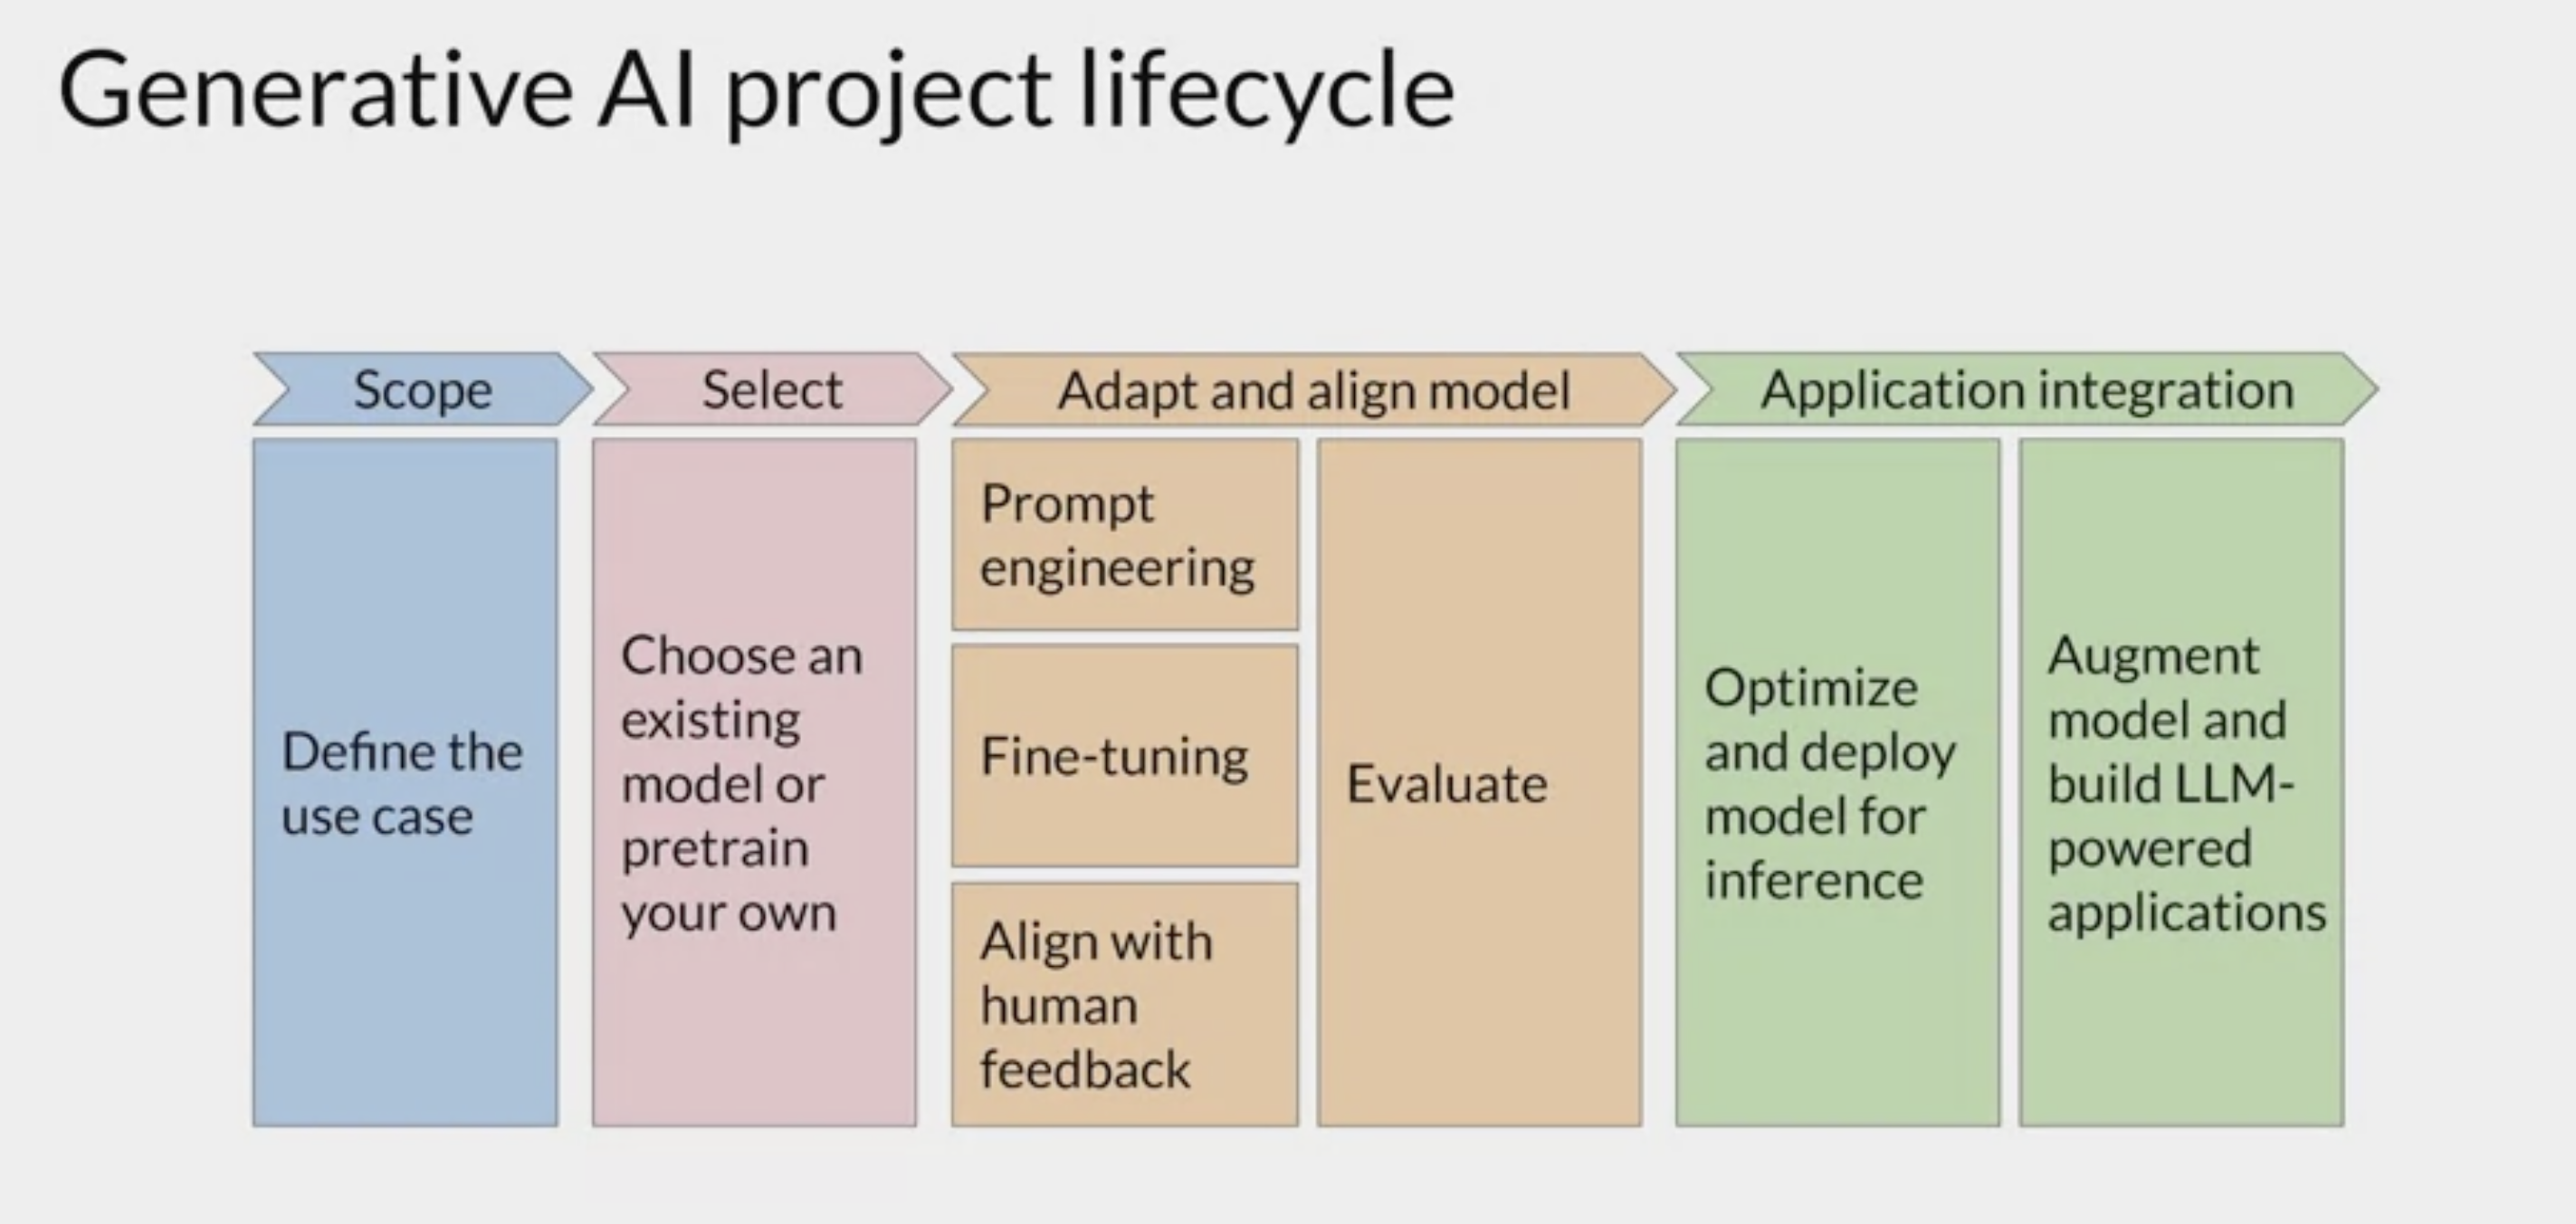 Generative AI project lifecycle
Scope
Select
Adapt and align model
Application integration
Define the
use case
Choose an
existing
model or
pretrain
your own
Prompt
engineering
Fine-tuning
Align with
human
feedback
Evaluate
Optimize
and deploy
model for
inference
Augment
model and
build LLM-
powered
applications